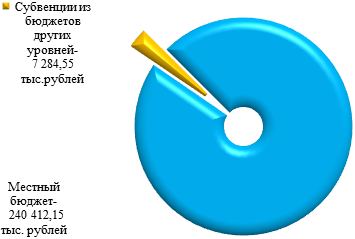 Субвенции из
бюджетов
других
уровней-
7 284,55
тыс.рублей
Местный
бюджет-
240 412,15
тыс. рублей